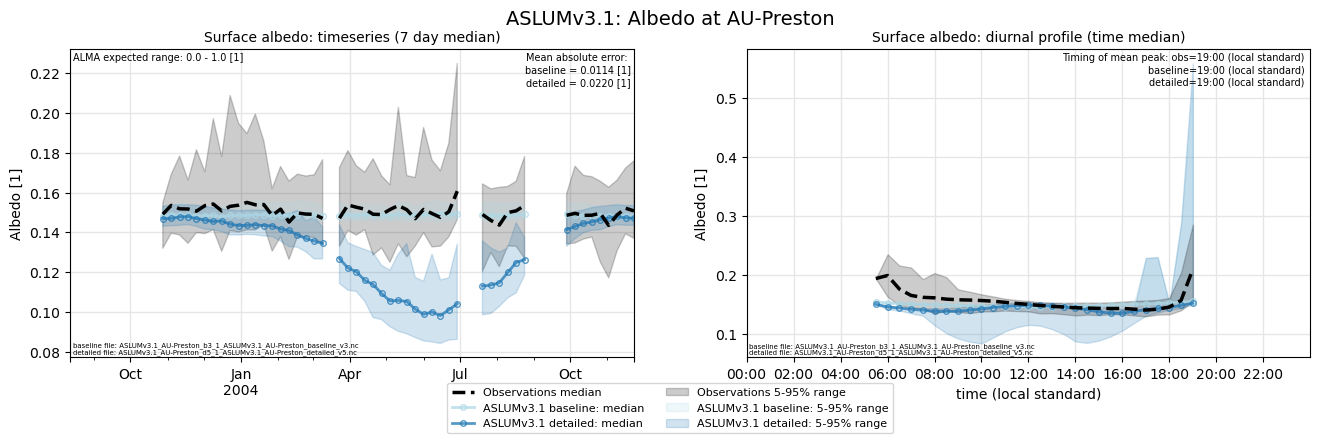 ASLUMv3.1: Albedo at AU-Preston
Surface albedo: timeseries (7 day median)
ALMA expected range: 0.0 - 1.0 [1]
Mean absolute error:
baseline = 0.0114 [1]
detailed = 0.0220 [1]
Albedo [1]
0.22
0.20
0.18
0.16
0.14
0.12
0.10
0.08
baseline file: ASLUMv3.1_AU-Preston_b3_1_ASLUMv3.1_AU-Preston_baseline_v3.nc
detailed file: ASLUMv3.1_AU-Preston_d5_1_ASLUMv3.1_AU-Preston_detailed_v5.nc
Oct Jan Apr Jul Oct
2004
Surface albedo: diurnal profile (time median)
Timing of mean peak: obs=19:00 (local standard)
baseline=19:00 (local standard)
detailed=19:00 (local standard)
Albedo [1]
0.5
0.4
0.3
0.2
0.1
baseline file: ASLUMv3.1_AU-Preston_b3_1_ASLUMv3.1_AU-Preston_baseline_v3.nc
detailed file: ASLUMv3.1_AU-Preston_d5_1_ASLUMv3.1_AU-Preston_detailed_v5.nc
00:00 02:00 04:00 06:00 08:00 10:00 12:00 14:00 16:00 18:00 20:00 22:00
time (local standard)
Observations median
ASLUMv3.1 baseline: median
ASLUMv3.1 detailed: median
Observations 5-95% range
ASLUMv3.1 baseline: 5-95% range
ASLUMv3.1 detailed: 5-95% range